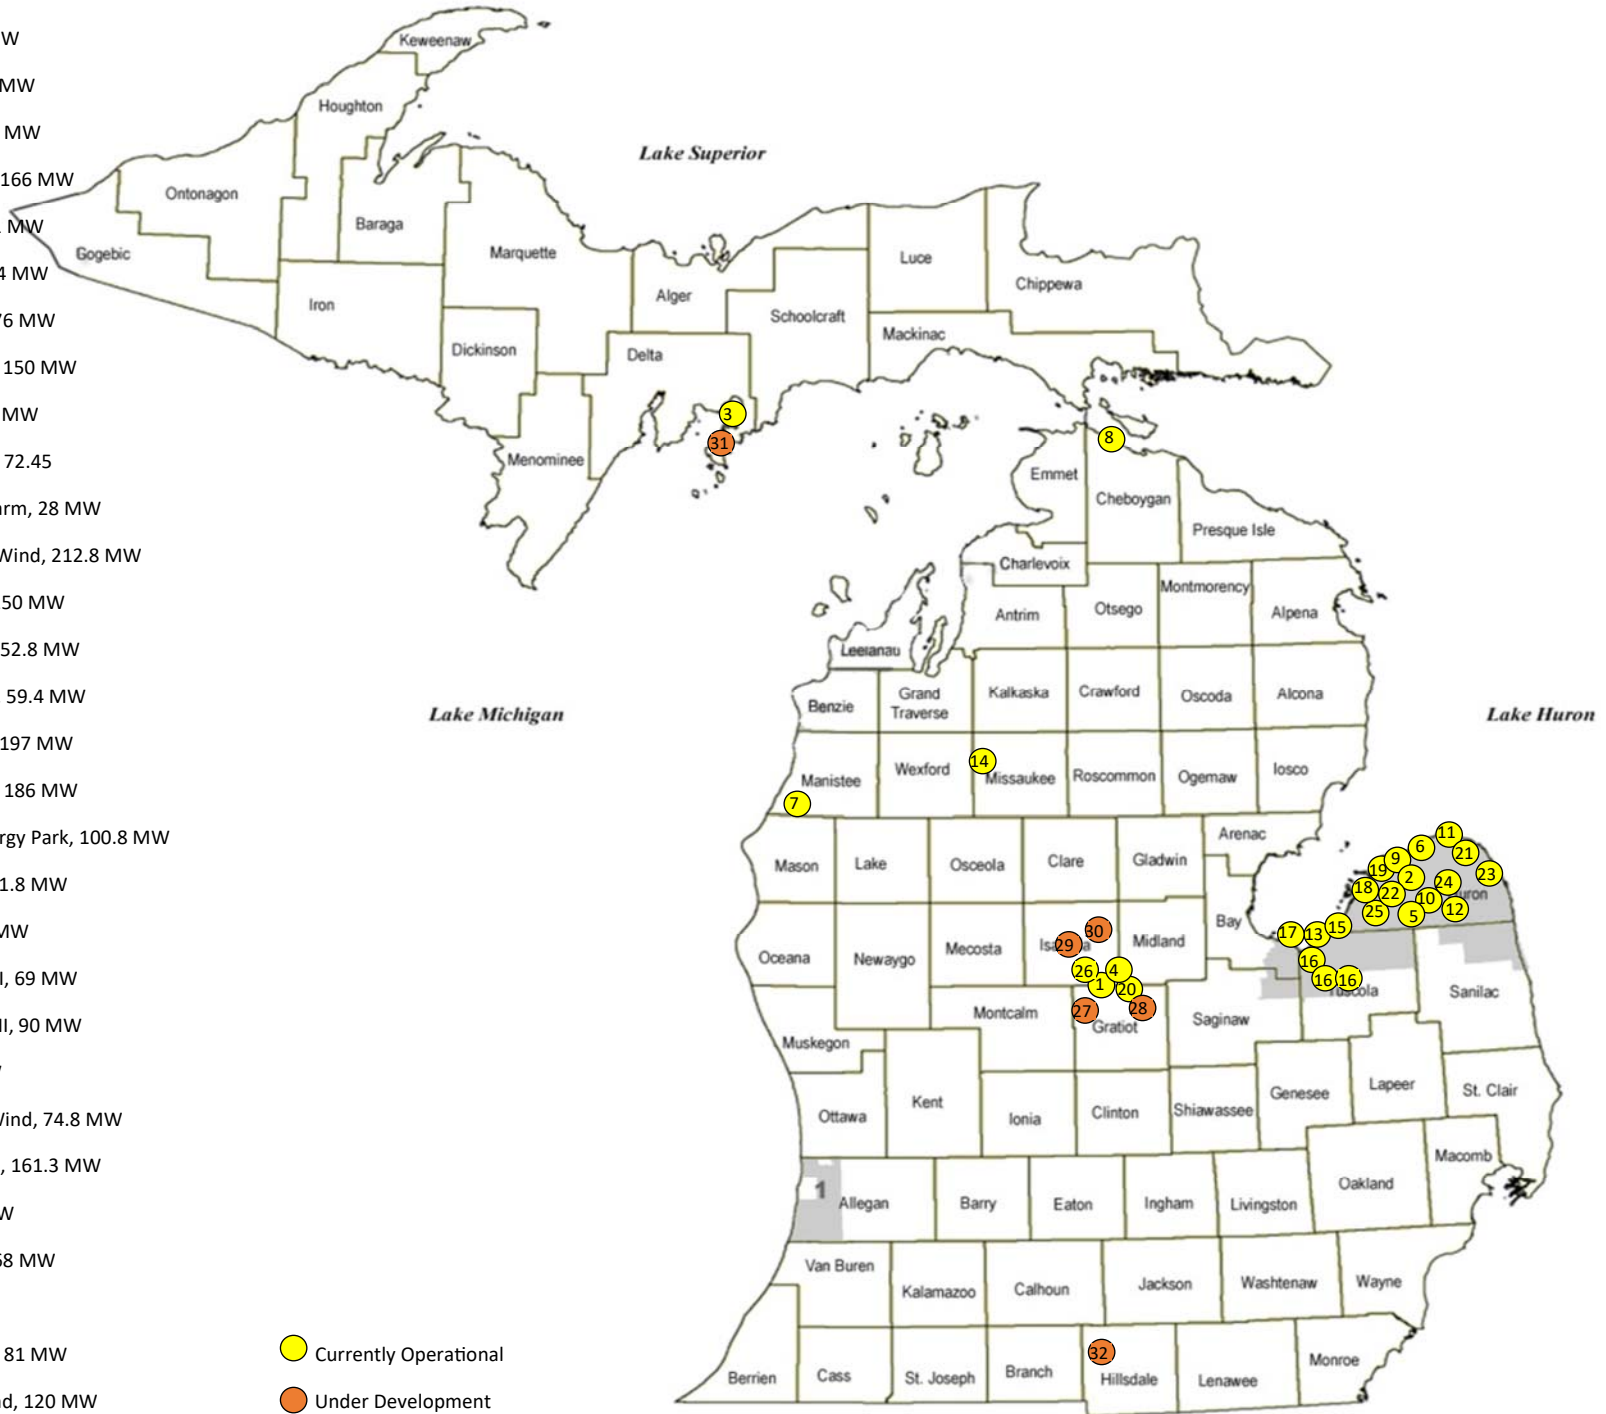 W
MW
MW
166 MW
MW
4 MW
76 MW
150 MW
MW
72.45
arm, 28 MW
Wind, 212.8 MW
50 MW
52.8 MW
59.4 MW
197 MW
186 MW
rgy Park, 100.8 MW
1.8 MW
MW
I, 69 MW
II, 90 MW
Wind, 74.8 MW
, 161.3 MW
W
68 MW
81 MW
nd, 120 MW
Currently Operational
Under Development
Lake Superior
Lake Michigan
Lake Huron
Keweenaw
Houghton
Ontonagon
Baraga
Gogebic
Marquette
Iron
Alger
Luce
Chippewa
Schoolcraft
Mackinac
Dickinson
Delta
Menominee
3
31
8
Emmet
Cheboygan
Presque Isle
Charlevoix
Antrim
Otsego
Montmorency
Alpena
Leelanau
Benzie
Grand
Traverse
Kalkaska
Crawford
Oscoda
Alcona
Manistee
Wexford
14
Missaukee
Roscommon
Ogemaw
Iosco
7
Mason
Lake
Osceola
Clare
Gladwin
Arenac
11
6
21
9
19
2
23
24
18
22
10
uron
12
25
5
15
13
17
16
16
16
Tuscola
Sanilac
Bay
Oceana
Newaygo
Mecosta
Isabella
30
29
Midland
26
4
1
20
27
28
Gratiot
Montcalm
Saginaw
Muskegon
Ottawa
Kent
Ionia
Clinton
Shiawassee
Genesee
Lapeer
St. Clair
1
Allegan
Barry
Eaton
Ingham
Livingston
Oakland
Macomb
Van Buren
Kalamazoo
Calhoun
Jackson
Washtenaw
Wayne
Berrien
Cass
St. Joseph
Branch
32
Hillsdale
Lenawee
Monroe